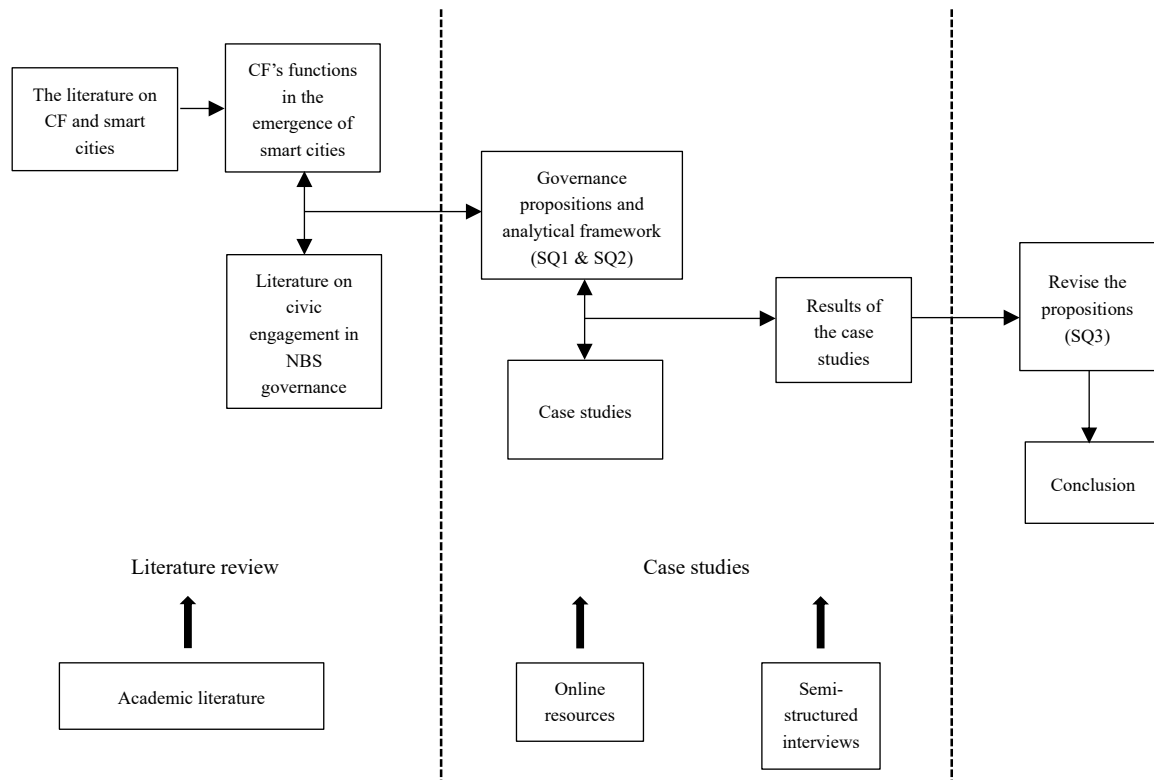 The literature on
CF and smart
cities
CF’s functions
in the
emergence of
smart cities
Literature on
civic
engagement in
NBS
governance
Governance
propositions and
analytical framework
(SQ1 & SQ2)
Case studies
Results of
the case
studies
Revise the
propositions
(SQ3)
Conclusion
Literature review
Case studies
Academic literature
Online
resources
Semi-
structured
interviews